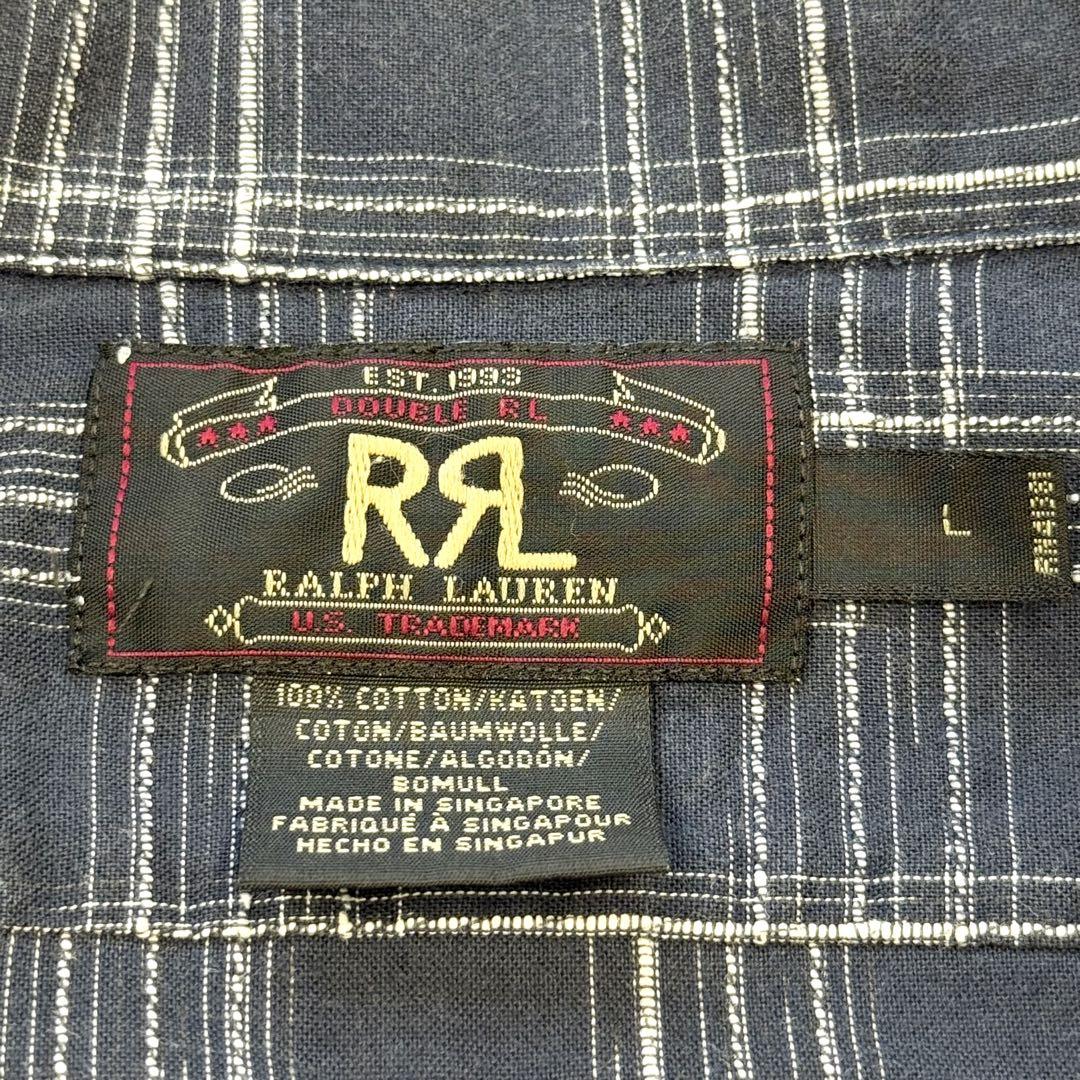 EST. 1993
DOUBLE RL
RRL
RALPH LAUREN
U.S. TRADEMARK
L
RN41381
100% COTTON/KATOEN/
COTON/BAUMWOLLE/
COTONE/ALGODÓN/
BOMULL
MADE IN SINGAPORE
FABRIQUÉ À SINGAPOUR
HECHO EN SINGAPUR